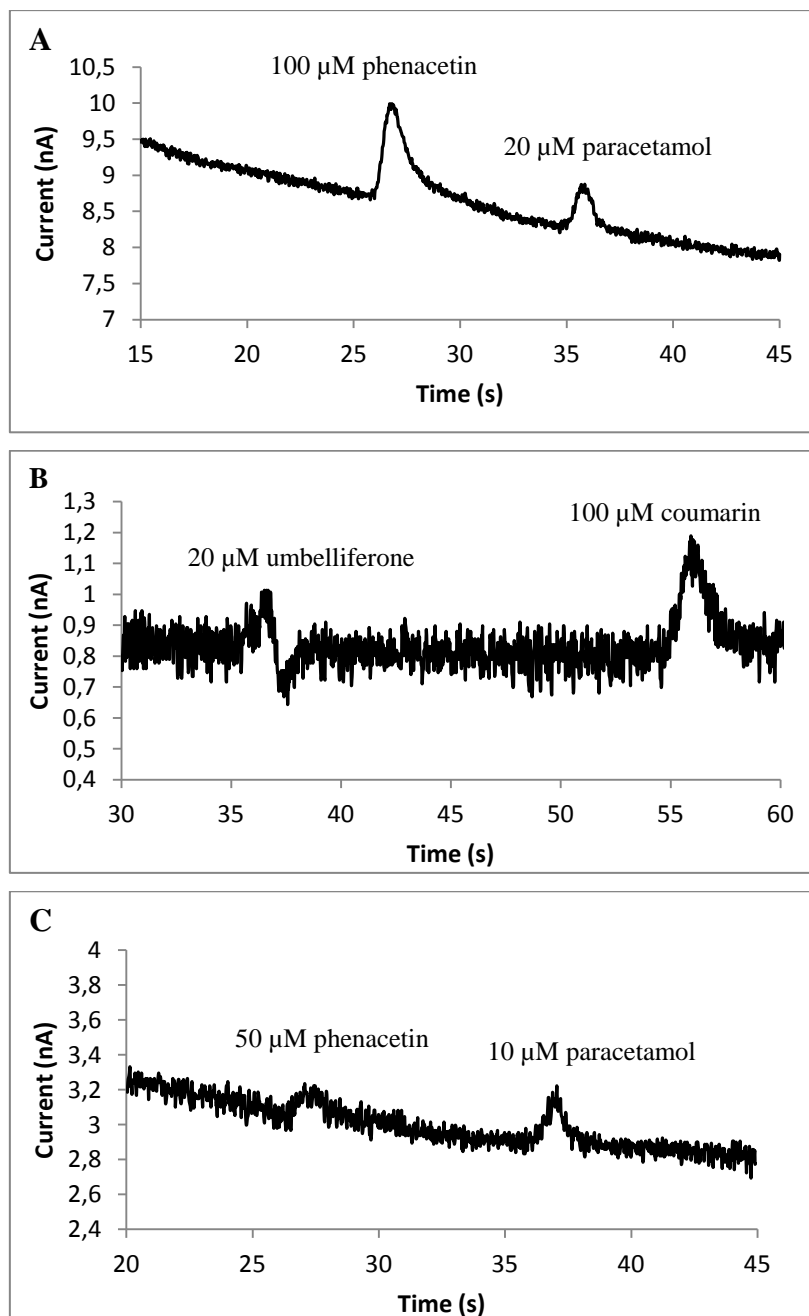 A
100 µM phenacetin
20 µM paracetamol
Current (nA)
10,5
10
9,5
9
8,5
8
7,5
7
15 20 25 30 35 40 45
Time (s)
B
20 µM umbelliferone
100 µM coumarin
Current (nA)
1,3
1,2
1,1
1
0,9
0,8
0,7
0,6
0,5
0,4
30 35 40 45 50 55 60
Time (s)
C
50 µM phenacetin
10 µM paracetamol
Current (nA)
4
3,8
3,6
3,4
3,2
3
2,8
2,6
2,4
20 25 30 35 40 45
Time (s)